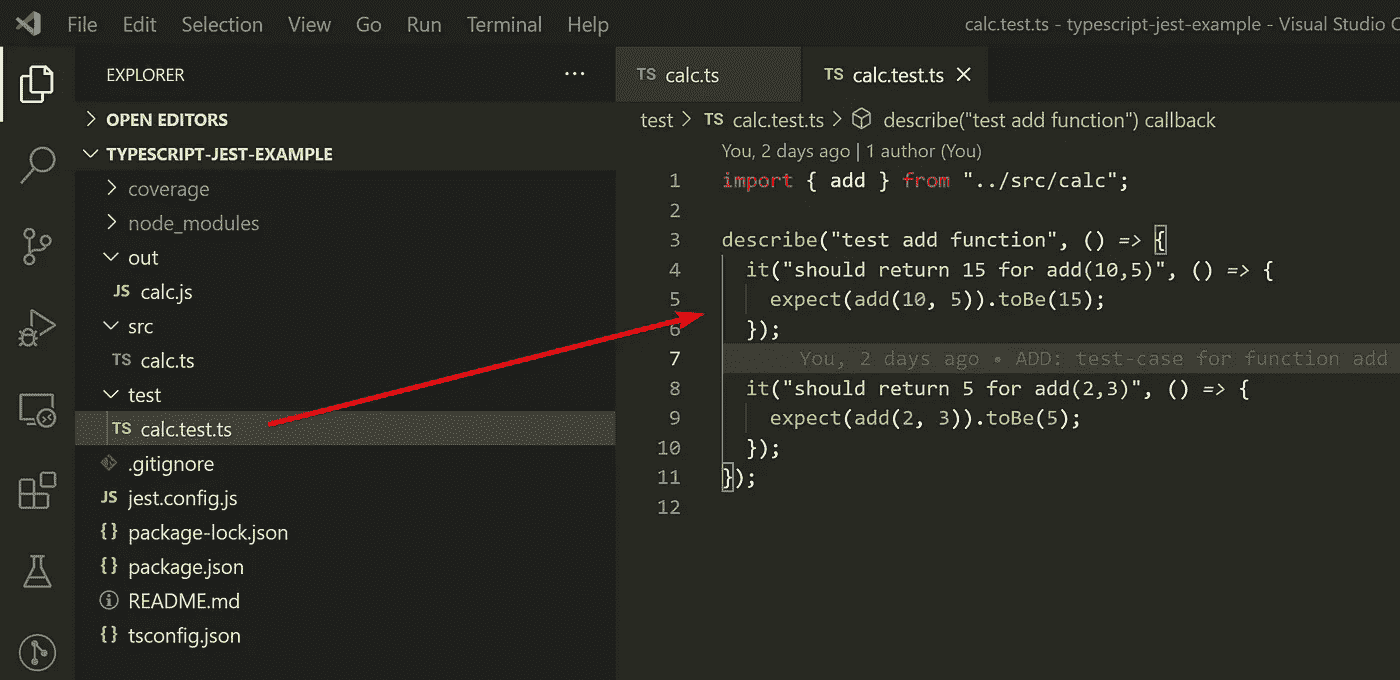 File Edit Selection View Go Run Terminal Help calc.test.ts - typescript-jest-example - Visual Studio C
EXPLORER ···
OPEN EDITORS
TYPESCRIPT-JEST-EXAMPLE
coverage
node_modules
out
JS calc.js
src
TS calc.ts
test
TS calc.test.ts
.gitignore
JS jest.config.js
{} package-lock.json
{} package.json
README.md
{} tsconfig.json
TS calc.ts TS calc.test.ts
test > TS calc.test.ts > describe("test add function") callback
You, 2 days ago | 1 author (You)
1 import { add } from "../src/calc";
2
3 describe("test add function", () => {
4 it("should return 15 for add(10,5)", () => {
5 expect(add(10, 5)).toBe(15);
6 });
7 You, 2 days ago • ADD: test-case for function add
8 it("should return 5 for add(2,3)", () => {
9 expect(add(2, 3)).toBe(5);
10 });
11 });
12